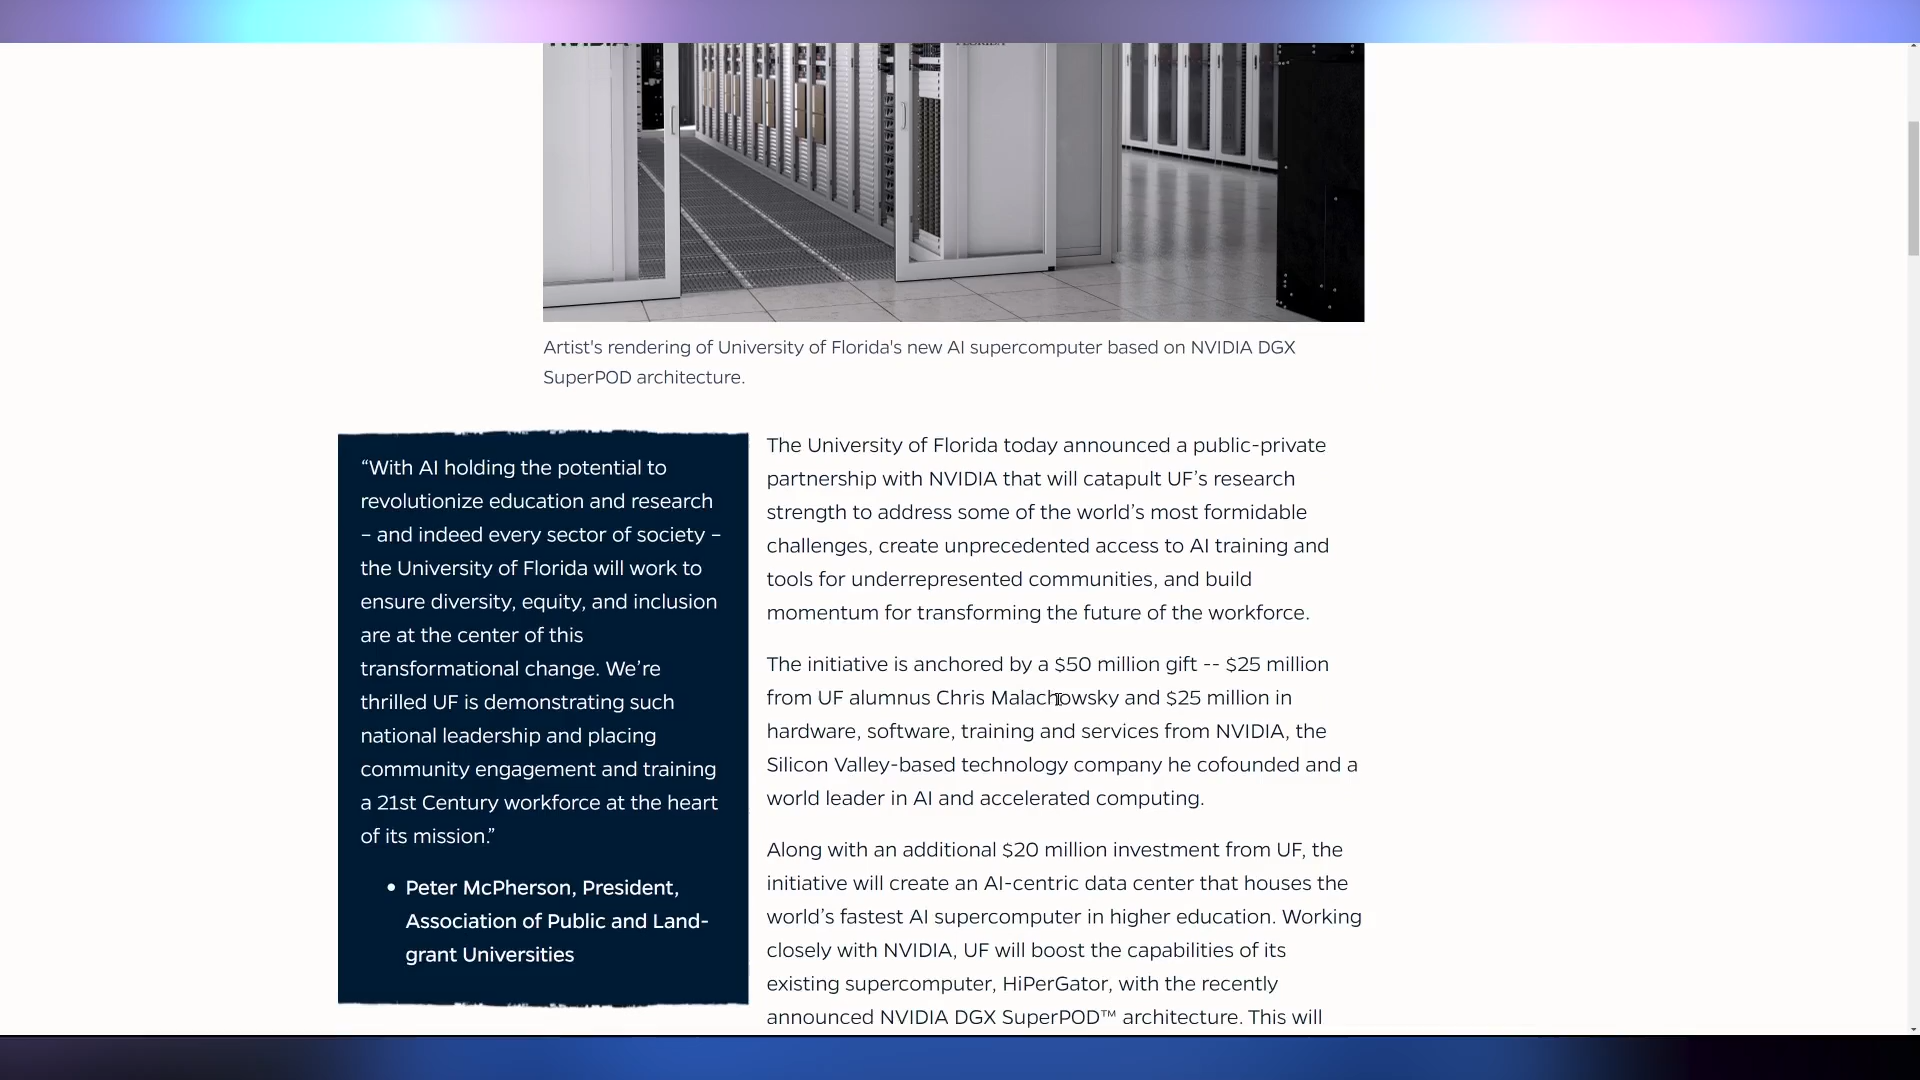 Artist's rendering of University of Florida's new AI supercomputer based on NVIDIA DGX
SuperPOD architecture.
“With AI holding the potential to
revolutionize education and research
– and indeed every sector of society –
the University of Florida will work to
ensure diversity, equity, and inclusion
are at the center of this
transformational change. We’re
thrilled UF is demonstrating such
national leadership and placing
community engagement and training
a 21st Century workforce at the heart
of its mission.”
• Peter McPherson, President,
Association of Public and Land-
grant Universities
The University of Florida today announced a public-private
partnership with NVIDIA that will catapult UF’s research
strength to address some of the world’s most formidable
challenges, create unprecedented access to AI training and
tools for underrepresented communities, and build
momentum for transforming the future of the workforce.
The initiative is anchored by a $50 million gift -- $25 million
from UF alumnus Chris Malachowsky and $25 million in
hardware, software, training and services from NVIDIA, the
Silicon Valley-based technology company he cofounded and a
world leader in AI and accelerated computing.
Along with an additional $20 million investment from UF, the
initiative will create an AI-centric data center that houses the
world’s fastest AI supercomputer in higher education. Working
closely with NVIDIA, UF will boost the capabilities of its
existing supercomputer, HiPerGator, with the recently
announced NVIDIA DGX SuperPOD™ architecture. This will